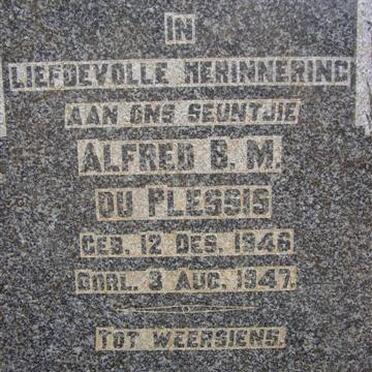 IN
LIEFDEVOLLE HERINNERING
AAN ONS SEUNTJIE
ALFRED B. M.
DU PLESSIS
GEB. 12 DES. 1946
OORL. 3 AUG. 1947.
TOT WEERSIENS.